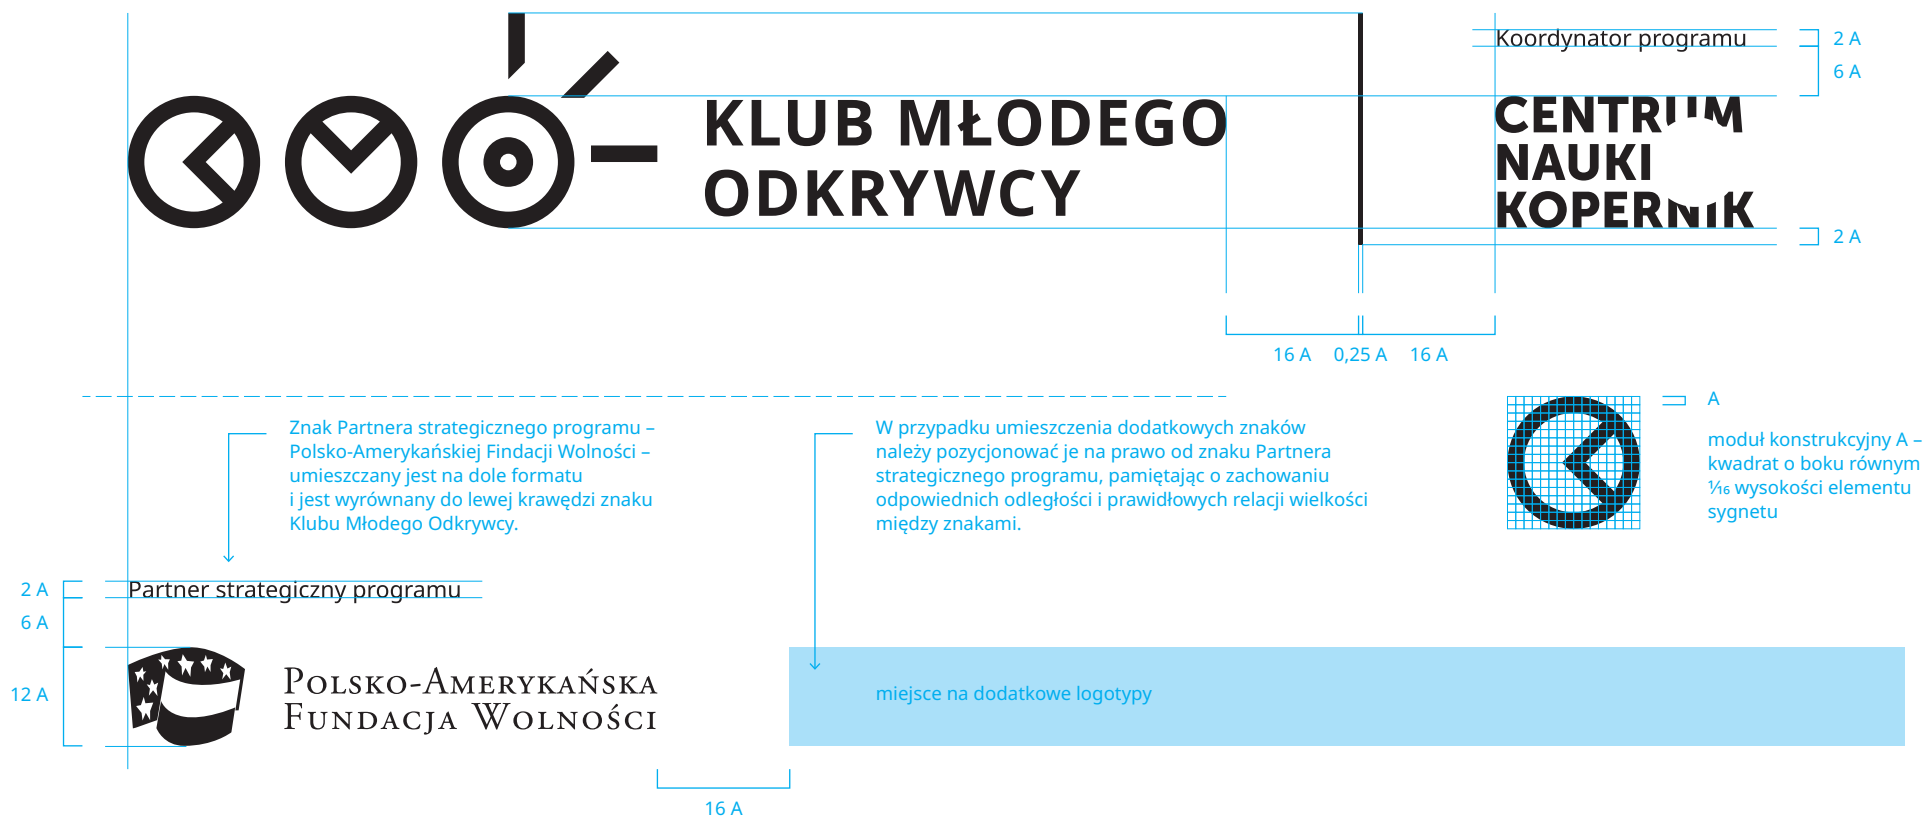 Koordynator programu
2 A
6 A
KLUB MŁODEGO
ODKRYWCY
CENTRUM
NAUKI
KOPERNIK
2 A
16 A 0,25 A 16 A
Znak Partnera strategicznego programu –
Polsko-Amerykańskiej Findacji Wolności –
umieszczany jest na dole formatu
i jest wyrównany do lewej krawędzi znaku
Klubu Młodego Odkrywcy.
W przypadku umieszczenia dodatkowych znaków
należy pozycjonować je na prawo od znaku Partnera
strategicznego programu, pamiętając o zachowaniu
odpowiednich odległości i prawidłowych relacji wielkości
między znakami.
A
moduł konstrukcyjny A –
kwadrat o boku równym
1/16 wysokości elementu
sygnetu
2 A
Partner strategiczny programu
6 A
12 A
Polsko-Amerykańska
Fundacja Wolności
miejsce na dodatkowe logotypy
16 A